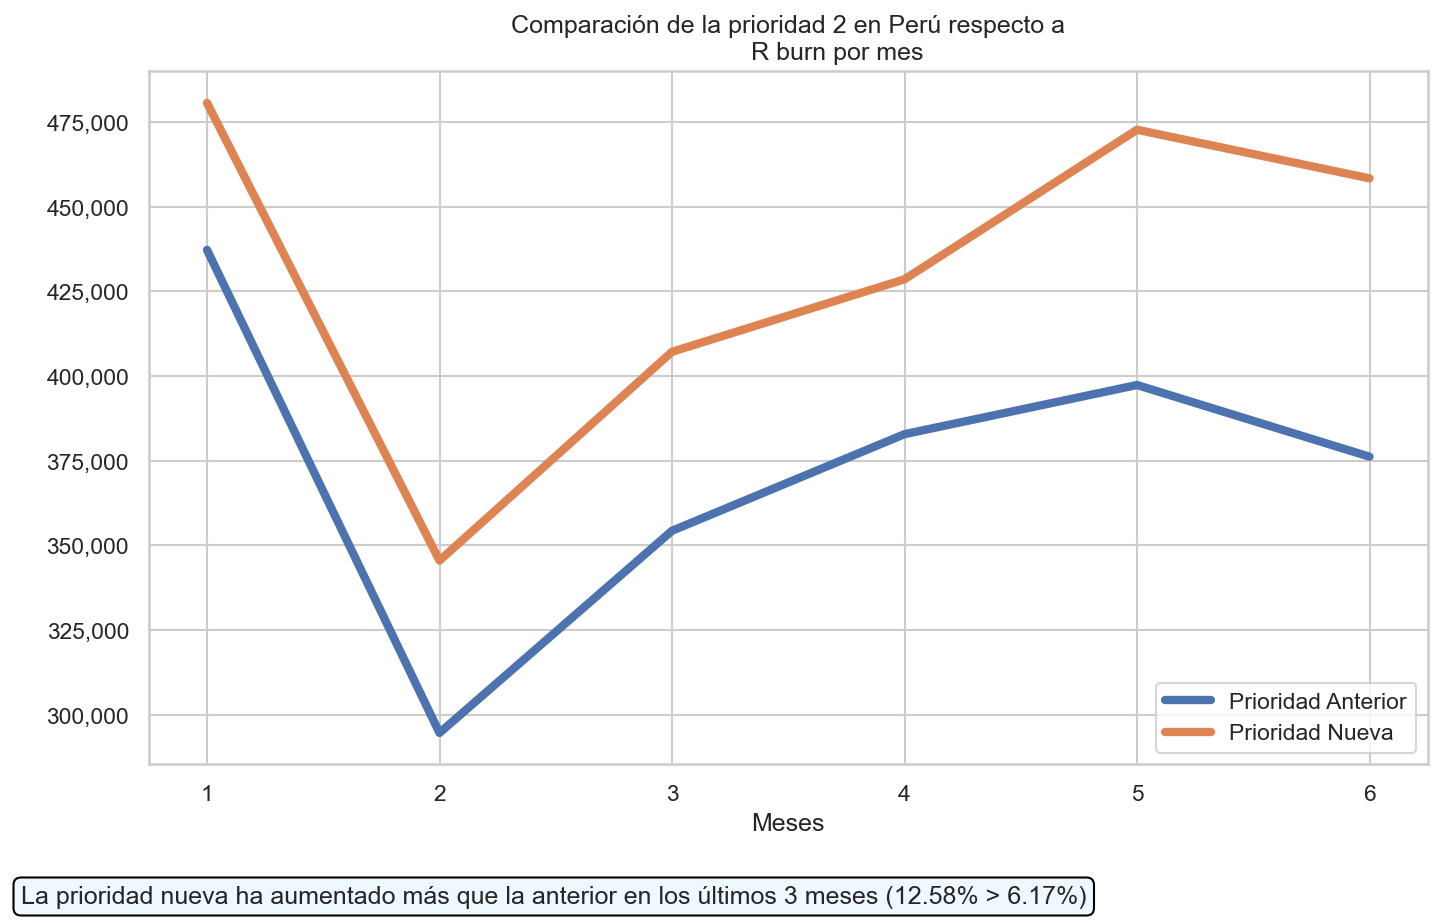 Comparación de la prioridad 2 en Perú respecto a
R burn por mes
475,000
450,000
425,000
400,000
375,000
350,000
325,000
300,000
Prioridad Anterior
Prioridad Nueva
1 2 3 4 5 6
Meses
La prioridad nueva ha aumentado más que la anterior en los últimos 3 meses (12.58% > 6.17%)